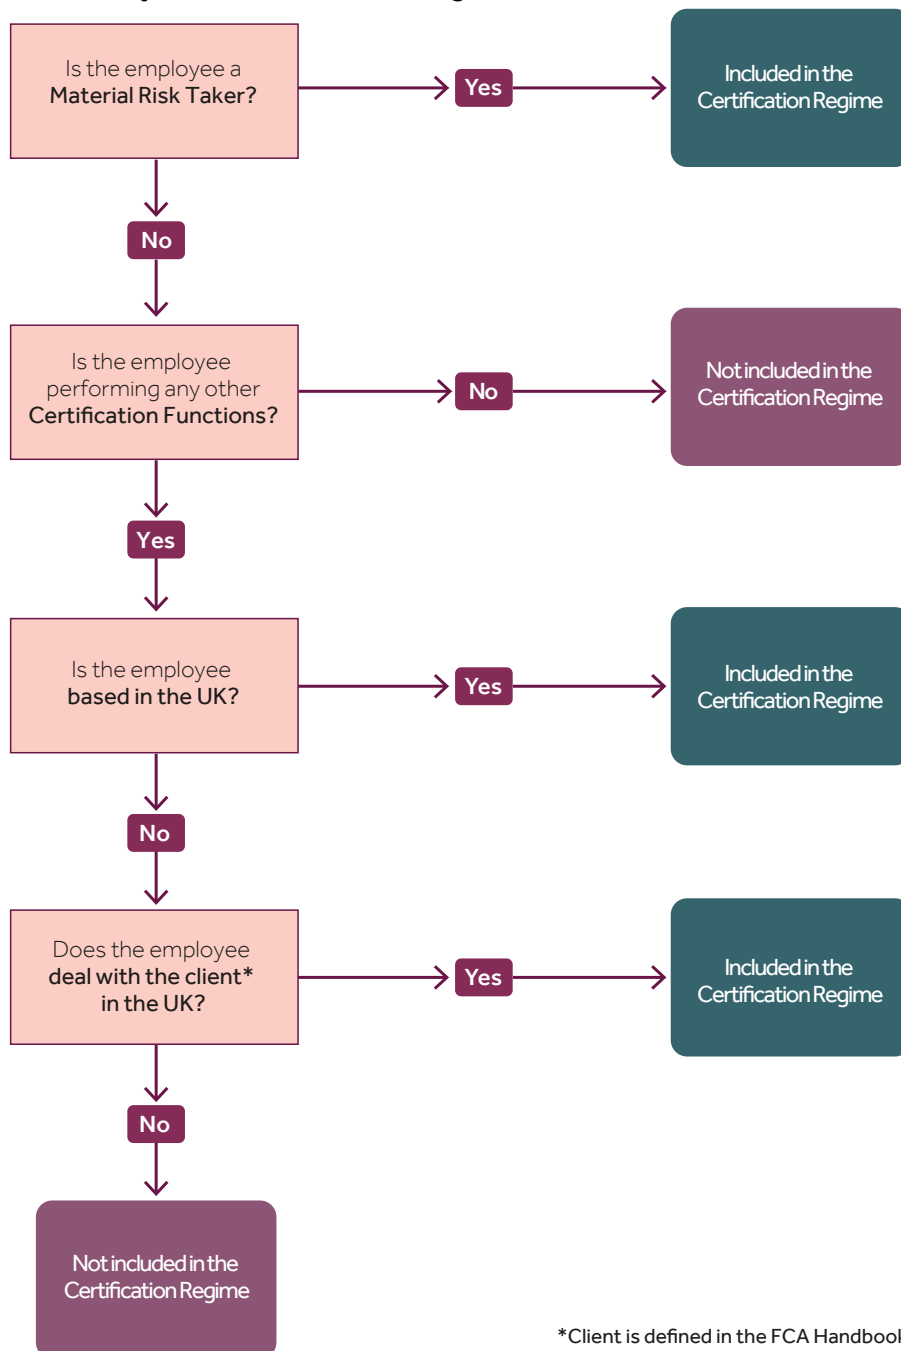 Is the employee a
Material Risk Taker?
Yes
Included in the
Certification Regime
No
Is the employee
performing any other
Certification Functions?
No
Not included in the
Certification Regime
Yes
Is the employee
based in the UK?
Yes
Included in the
Certification Regime
No
Does the employee
deal with the client*
in the UK?
Yes
Included in the
Certification Regime
No
Not included in the
Certification Regime
*Client is defined in the FCA Handbook